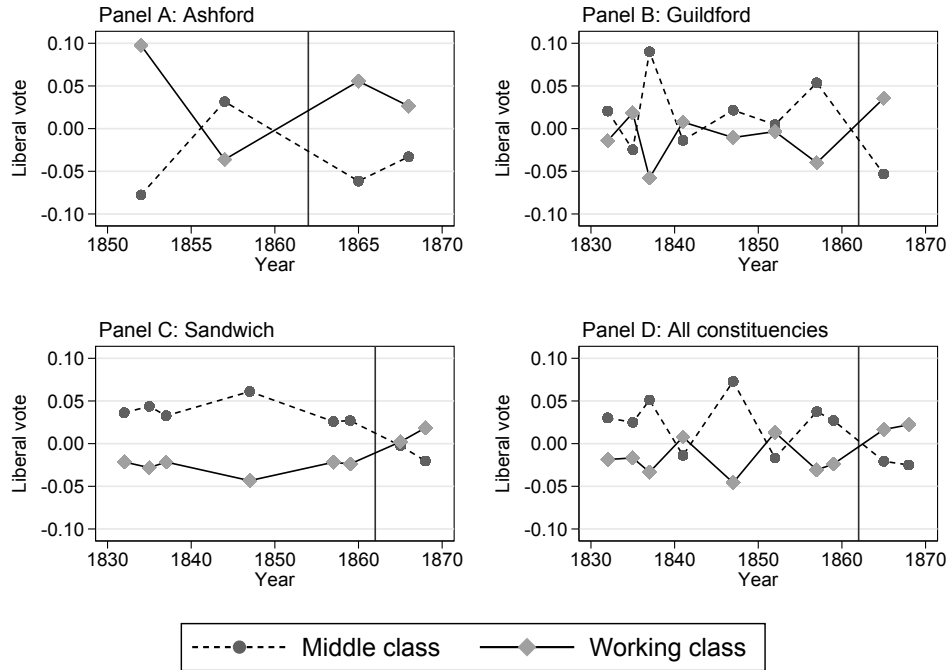 Panel A: Ashford
0.10
0.05
0.00
-0.05
-0.10
Liberal vote
1850 1855 1860 1865 1870
Year
Panel B: Guildford
0.10
0.05
0.00
-0.05
-0.10
Liberal vote
1830 1840 1850 1860 1870
Year
Panel C: Sandwich
0.10
0.05
0.00
-0.05
-0.10
Liberal vote
1830 1840 1850 1860 1870
Year
Panel D: All constituencies
0.10
0.05
0.00
-0.05
-0.10
Liberal vote
1830 1840 1850 1860 1870
Year
Middle class Working class